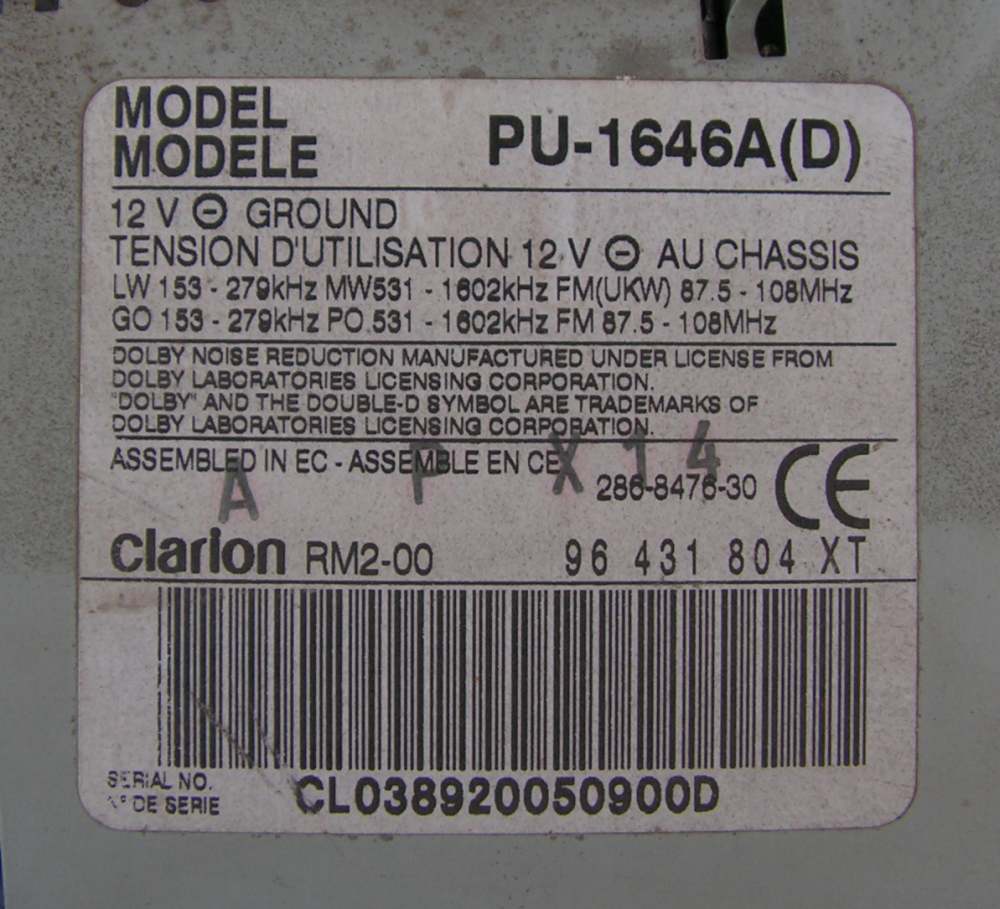 MODEL
MODELE
PU-1646A(D)
12 V ⊖ GROUND
TENSION D'UTILISATION 12 V ⊖ AU CHASSIS
LW 153 - 279kHz MW531 - 1602kHz FM(UKW) 87.5 - 108MHz
GO 153 - 279kHz PO 531 - 1602kHz FM 87.5 - 108MHz
DOLBY NOISE REDUCTION MANUFACTURED UNDER LICENSE FROM
DOLBY LABORATORIES LICENSING CORPORATION.
"DOLBY" AND THE DOUBLE-D SYMBOL ARE TRADEMARKS OF
DOLBY LABORATORIES LICENSING CORPORATION.
ASSEMBLED IN EC - ASSEMBLE EN CE
A P X 1 4
286-8476-30 CE
clarion RM2-00 96 431 804 XT
SERIAL NO.
N° DE SERIE
CL038920050900D